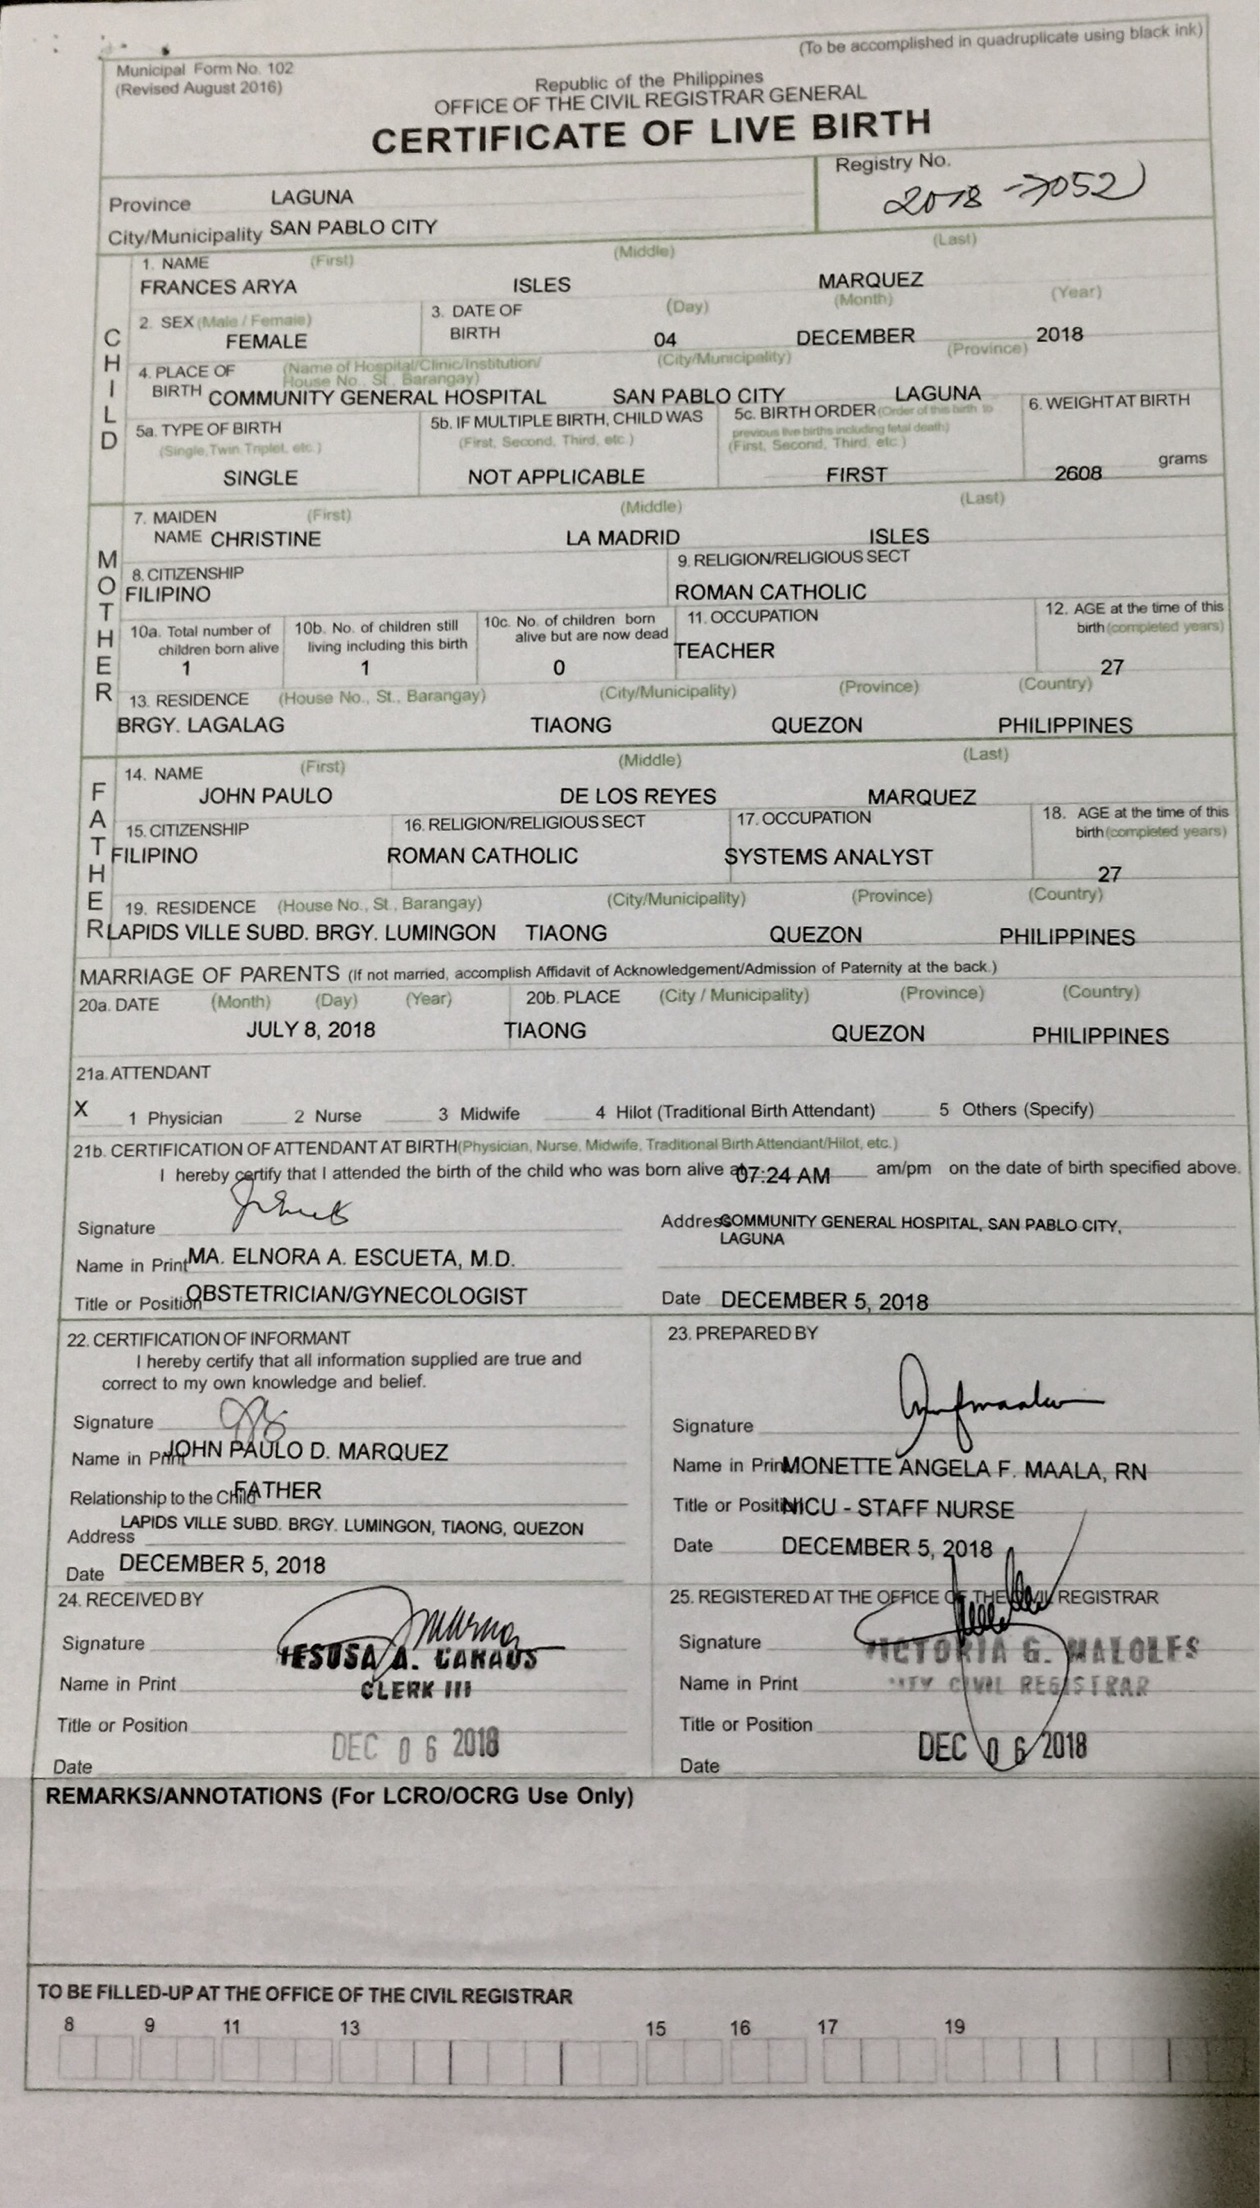 (To be accomplished in quadruplicate using black ink)
Municipal Form No. 102
(Revised August 2016)
Republic of the Philippines
OFFICE OF THE CIVIL REGISTRAR GENERAL
CERTIFICATE OF LIVE BIRTH
Province LAGUNA
Registry No.
2018 -7052
City/Municipality SAN PABLO CITY
CHILD
1. NAME (First) (Middle) (Last)
FRANCES ARYA ISLES MARQUEZ
2. SEX (Male / Female) 3. DATE OF BIRTH (Day) (Month) (Year)
FEMALE 04 DECEMBER 2018
4. PLACE OF BIRTH (Name of Hospital/Clinic/Institution/ House No., St., Barangay) (City/Municipality) (Province)
COMMUNITY GENERAL HOSPITAL SAN PABLO CITY LAGUNA
5a. TYPE OF BIRTH (Single, Twin, Triplet, etc.)
SINGLE
5b. IF MULTIPLE BIRTH, CHILD WAS (First, Second, Third, etc.)
NOT APPLICABLE
5c. BIRTH ORDER (Order of this birth to previous live births including fetal death) (First, Second, Third, etc.)
FIRST
6. WEIGHT AT BIRTH
2608 grams
MOTHER
7. MAIDEN NAME (First) (Middle) (Last)
CHRISTINE LA MADRID ISLES
8. CITIZENSHIP
FILIPINO
9. RELIGION/RELIGIOUS SECT
ROMAN CATHOLIC
10a. Total number of children born alive
1
10b. No. of children still living including this birth
1
10c. No. of children born alive but are now dead
0
11. OCCUPATION
TEACHER
12. AGE at the time of this birth (completed years)
27
13. RESIDENCE (House No., St., Barangay) (City/Municipality) (Province) (Country)
BRGY. LAGALAG TIAONG QUEZON PHILIPPINES
FATHER
14. NAME (First) (Middle) (Last)
JOHN PAULO DE LOS REYES MARQUEZ
15. CITIZENSHIP
FILIPINO
16. RELIGION/RELIGIOUS SECT
ROMAN CATHOLIC
17. OCCUPATION
SYSTEMS ANALYST
18. AGE at the time of this birth (completed years)
27
19. RESIDENCE (House No., St., Barangay) (City/Municipality) (Province) (Country)
LAPIDS VILLE SUBD. BRGY. LUMINGON TIAONG QUEZON PHILIPPINES
MARRIAGE OF PARENTS (If not married, accomplish Affidavit of Acknowledgement/Admission of Paternity at the back.)
20a. DATE (Month) (Day) (Year) 20b. PLACE (City / Municipality) (Province) (Country)
JULY 8, 2018 TIAONG QUEZON PHILIPPINES
21a. ATTENDANT
X 1 Physician 2 Nurse 3 Midwife 4 Hilot (Traditional Birth Attendant) 5 Others (Specify)
21b. CERTIFICATION OF ATTENDANT AT BIRTH (Physician, Nurse, Midwife, Traditional Birth Attendant/Hilot, etc.)
I hereby certify that I attended the birth of the child who was born alive at 07:24 AM am/pm on the date of birth specified above.
Signature
Address COMMUNITY GENERAL HOSPITAL, SAN PABLO CITY,
LAGUNA
Name in Print MA. ELNORA A. ESCUETA, M.D.
Title or Position OBSTETRICIAN/GYNECOLOGIST
Date DECEMBER 5, 2018
22. CERTIFICATION OF INFORMANT
I hereby certify that all information supplied are true and
correct to my own knowledge and belief.
Signature
Name in Print JOHN PAULO D. MARQUEZ
Relationship to the Child FATHER
Address LAPIDS VILLE SUBD. BRGY. LUMINGON, TIAONG, QUEZON
Date DECEMBER 5, 2018
23. PREPARED BY
Signature
Name in Print MONETTE ANGELA F. MAALA, RN
Title or Position NICU - STAFF NURSE
Date DECEMBER 5, 2018
24. RECEIVED BY
Signature
TESUSA A. CARAUS
Name in Print
CLERK III
Title or Position
Date DEC 06 2018
25. REGISTERED AT THE OFFICE OF THE CIVIL REGISTRAR
Signature
VICTORIA G. MALOLES
Name in Print
CITY CIVIL REGISTRAR
Title or Position
Date DEC 06 2018
REMARKS/ANNOTATIONS (For LCRO/OCRG Use Only)
TO BE FILLED-UP AT THE OFFICE OF THE CIVIL REGISTRAR
8 9 11 13 15 16 17 19